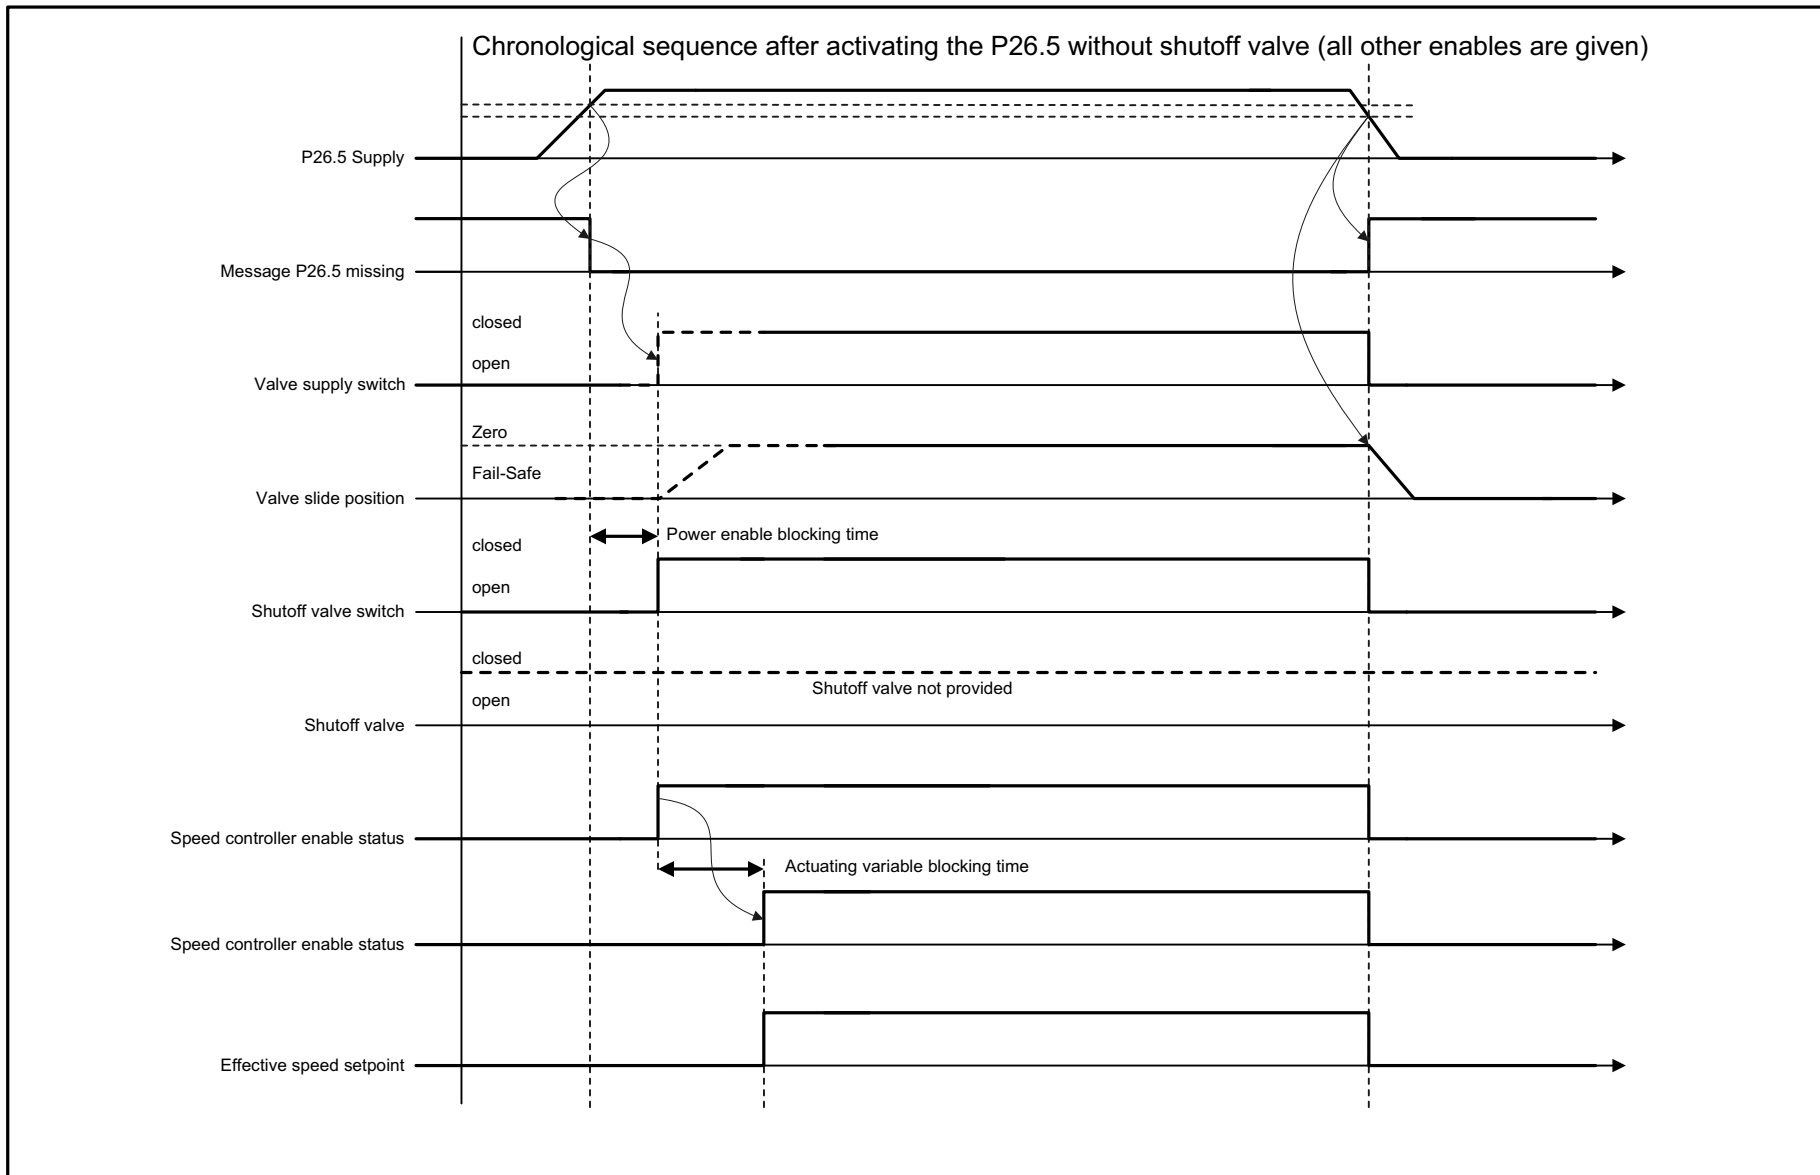 Chronological sequence after activating the P26.5 without shutoff valve (all other enables are given)
P26.5 Supply
Message P26.5 missing
closed
open
Valve supply switch
Zero
Fail-Safe
Valve slide position
Power enable blocking time
closed
open
Shutoff valve switch
closed
Shutoff valve not provided
open
Shutoff valve
Speed controller enable status
Actuating variable blocking time
Speed controller enable status
Effective speed setpoint